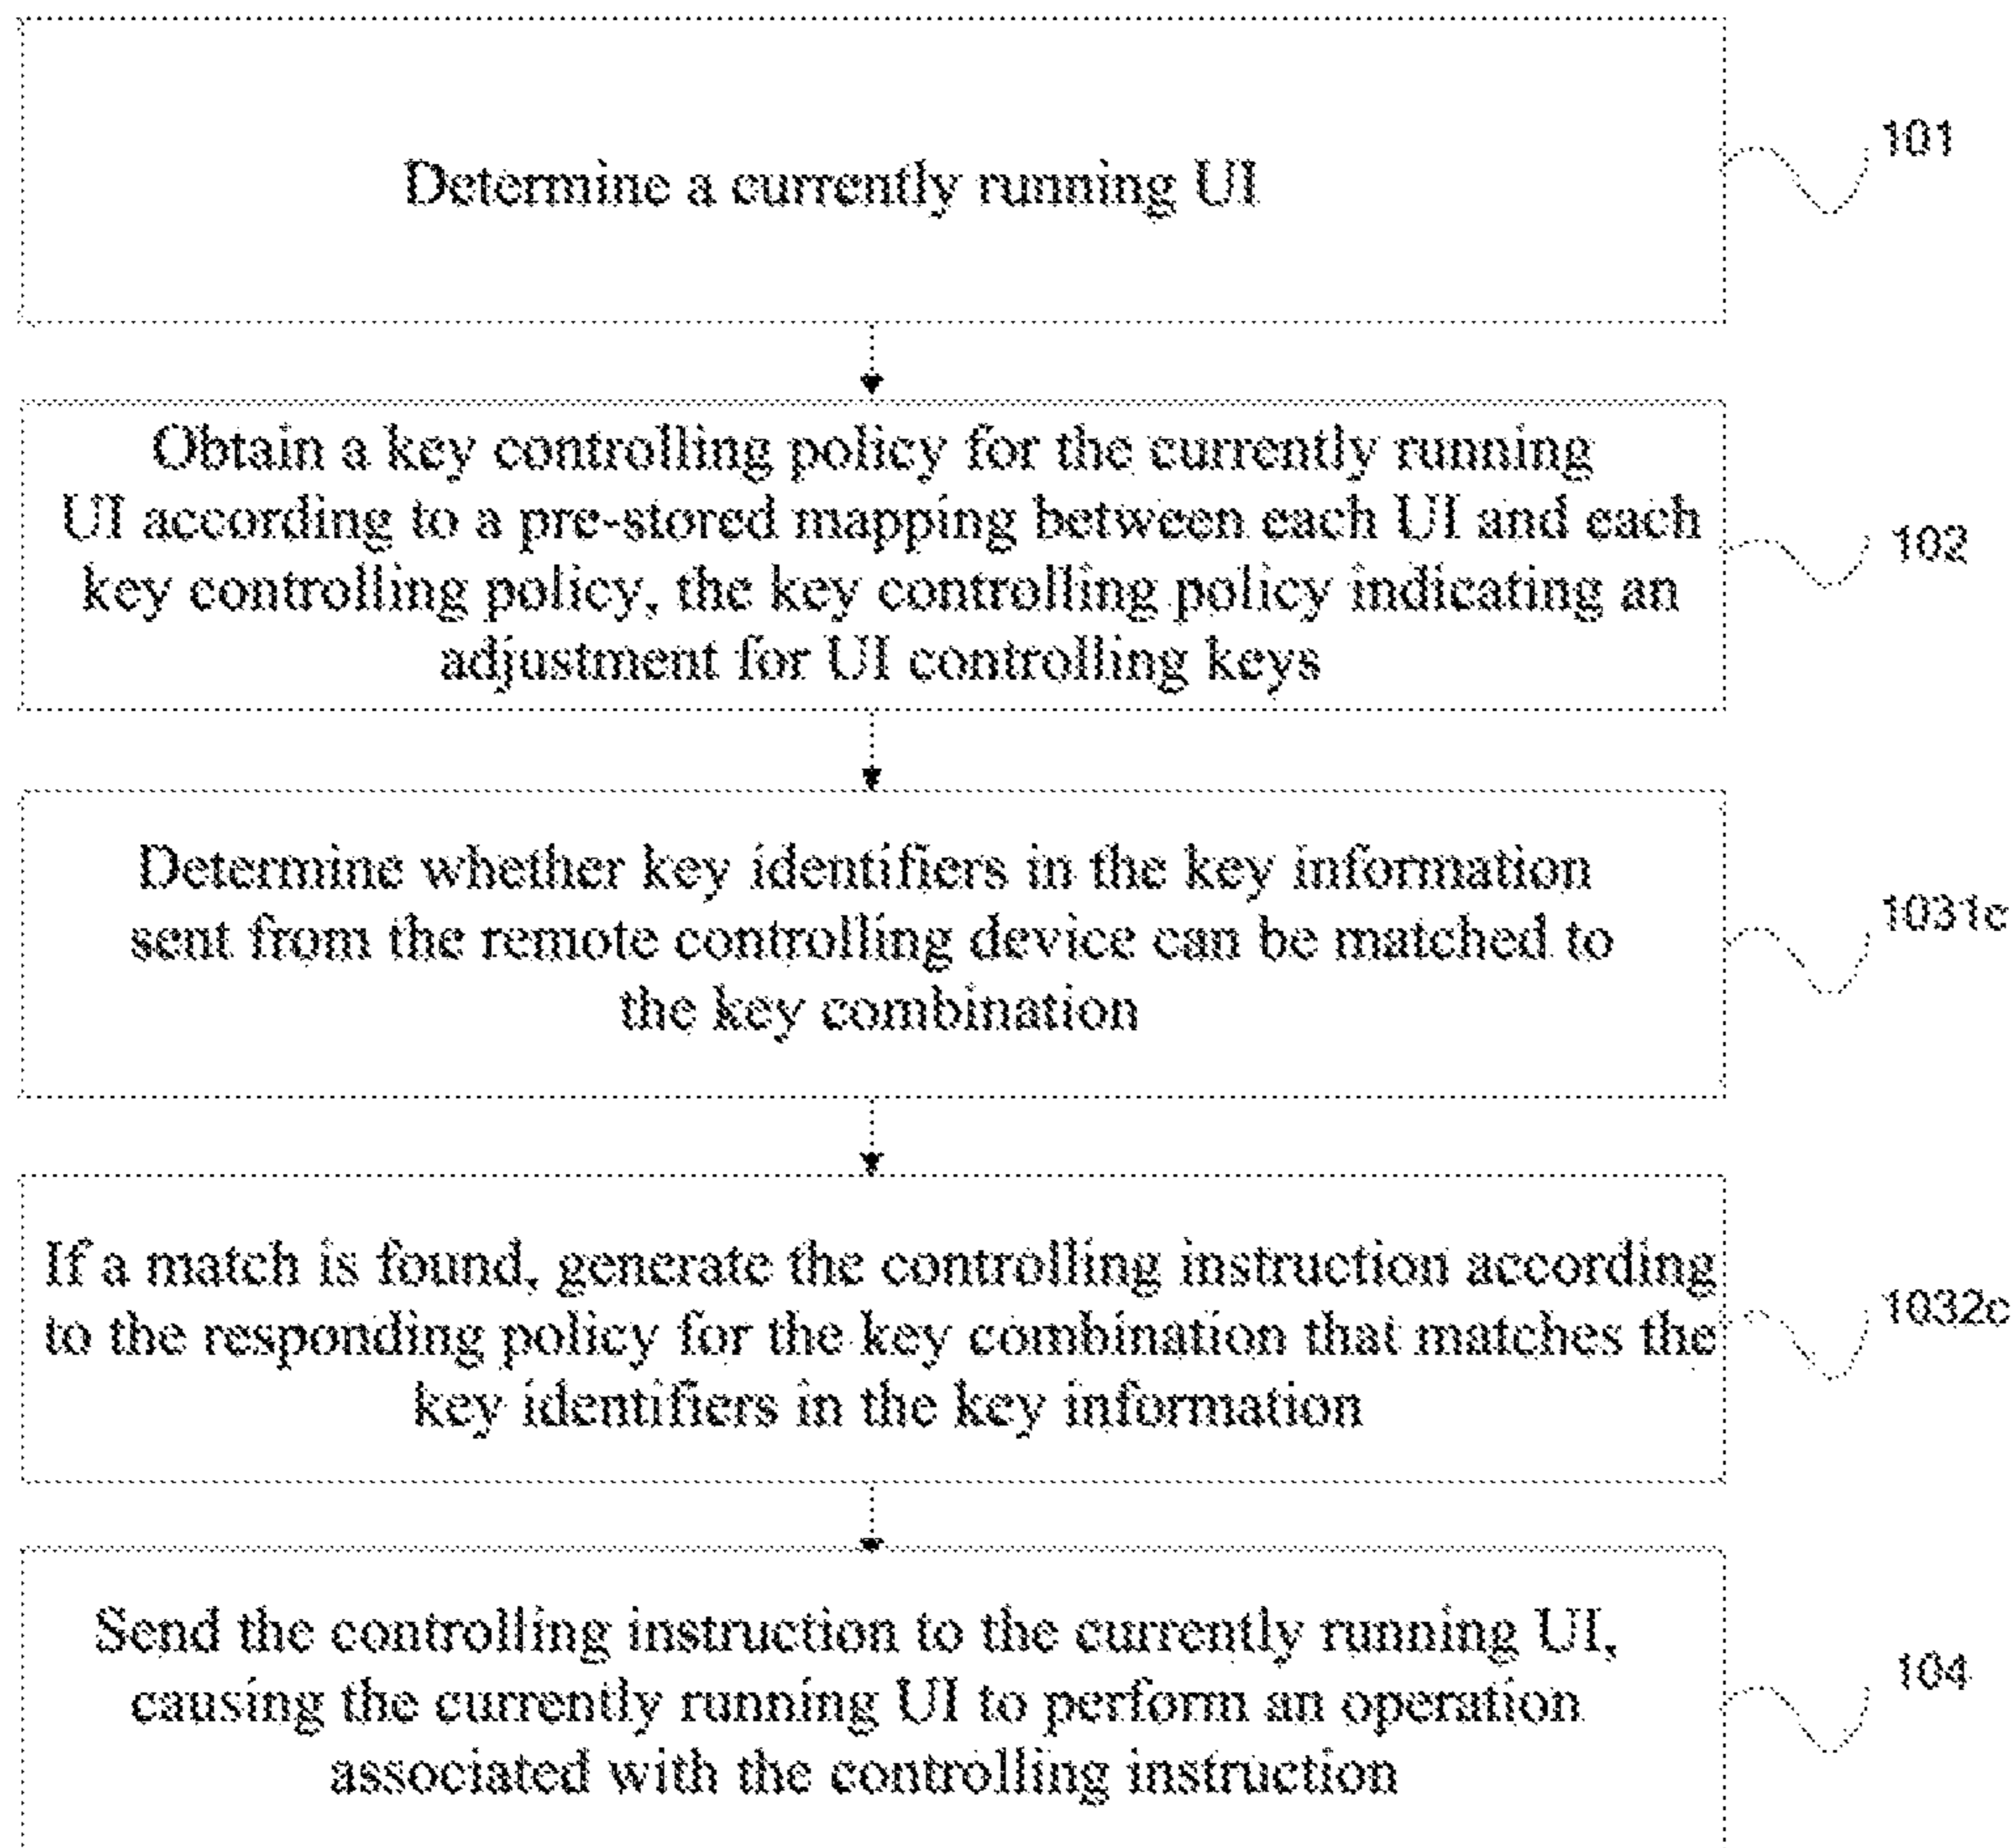 Determine a currently running UI
101
Obtain a key controlling policy for the currently running
UI according to a pre-stored mapping between each UI and each
key controlling policy, the key controlling policy indicating an
adjustment for UI controlling keys
102
Determine whether key identifiers in the key information
sent from the remote controlling device can be matched to
the key combination
1031c
If a match is found, generate the controlling instruction according
to the responding policy for the key combination that matches the
key identifiers in the key information
1032c
Send the controlling instruction to the currently running UI,
causing the currently running UI to perform an operation
associated with the controlling instruction
104